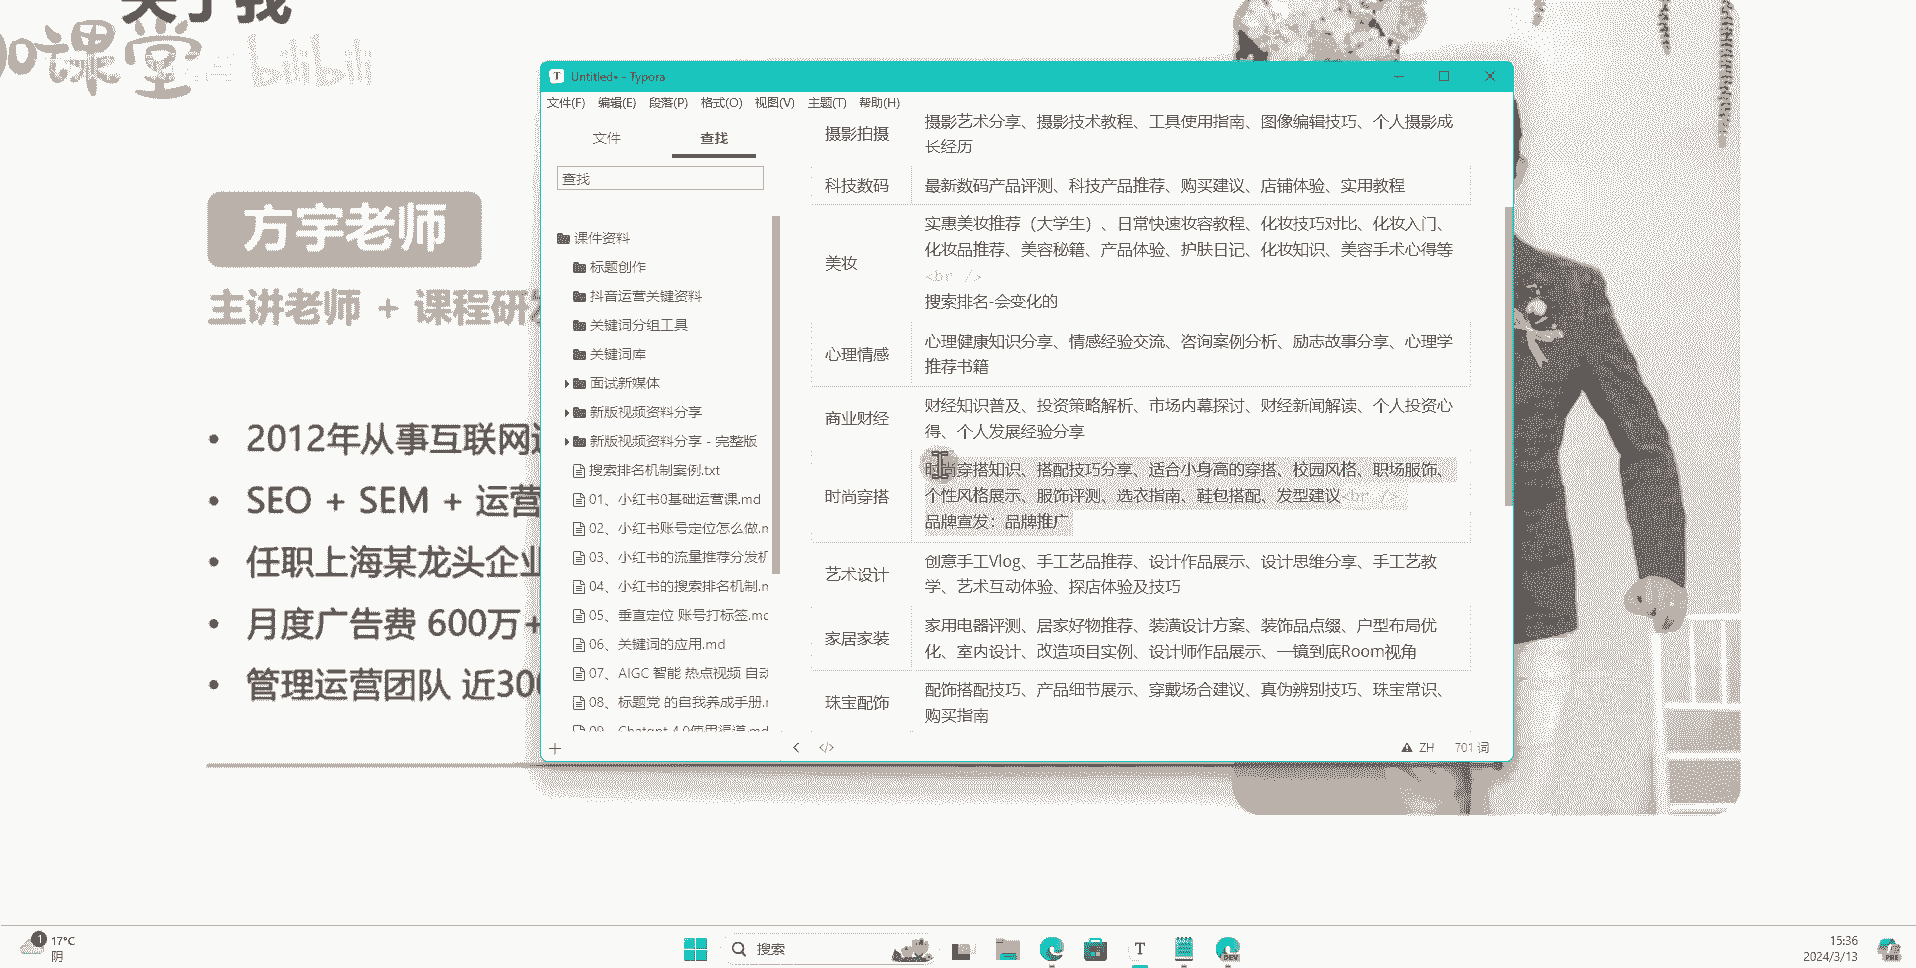 关于我
课堂
bilibili
方宇老师
主讲老师 + 课程研发
2012年从事互联网
SEO + SEM + 运营
任职上海某龙头企业
月度广告费 600万+
管理运营团队 近300
Untitled• - Typora
文件(F) 编辑(E) 段落(P) 格式(O) 视图(V) 主题(T) 帮助(H)
文件 查找
查找
课件资料
标题创作
抖音运营关键资料
关键词分组工具
关键词库
面试新媒体
新版视频资料分享
新版视频资料分享 - 完整版
搜索排名机制案例.txt
01、小红书0基础运营课.md
02、小红书账号定位怎么做.m
03、小红书的流量推荐分发机
04、小红书的搜索排名机制.m
05、垂直定位 账号打标签.mc
06、关键词的应用.md
07、AIGC 智能 热点视频 自动
08、标题党 的自我养成手册.m
09、Chatgpt 4.0使用渠道.md
摄影拍摄
摄影艺术分享、摄影技术教程、工具使用指南、图像编辑技巧、个人摄影成
长经历
科技数码
最新数码产品评测、科技产品推荐、购买建议、店铺体验、实用教程
美妆
实惠美妆推荐（大学生）、日常快速妆容教程、化妆技巧对比、化妆入门、
化妆品推荐、美容秘籍、产品体验、护肤日记、化妆知识、美容手术心得等
<br />
搜索排名-会变化的
心理情感
心理健康知识分享、情感经验交流、咨询案例分析、励志故事分享、心理学
推荐书籍
商业财经
财经知识普及、投资策略解析、市场内幕探讨、财经新闻解读、个人投资心
得、个人发展经验分享
时尚穿搭
时尚穿搭知识、搭配技巧分享、适合小身高的穿搭、校园风格、职场服饰、
个性风格展示、服饰评测、选衣指南、鞋包搭配、发型建议<br />
品牌宣发：品牌推广
艺术设计
创意手工Vlog、手工艺品推荐、设计作品展示、设计思维分享、手工艺教
学、艺术互动体验、探店体验及技巧
家居家装
家用电器评测、居家好物推荐、装潢设计方案、装饰品点缀、户型布局优
化、室内设计、改造项目实例、设计师作品展示、一镜到底Room视角
珠宝配饰
配饰搭配技巧、产品细节展示、穿戴场合建议、真伪辨别技巧、珠宝常识、
购买指南
ZH 701 词
1 17°C
阴
搜索
15:36
2024/3/13